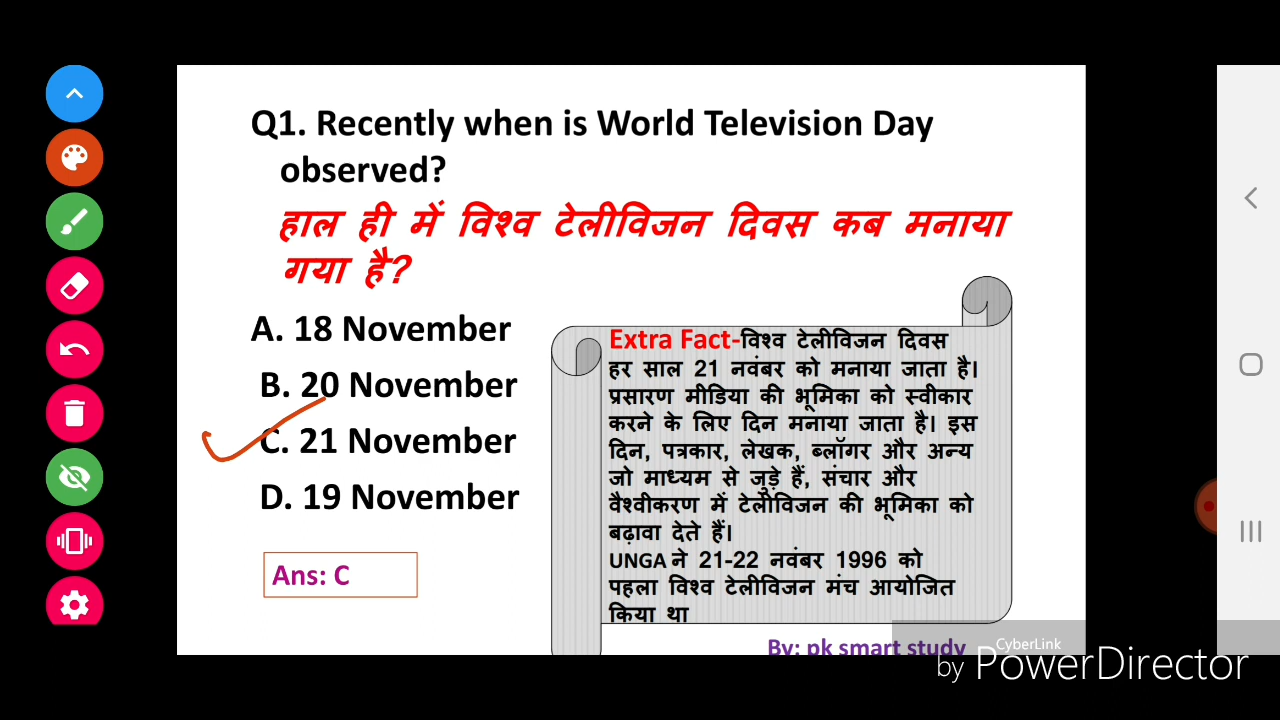 Q1. Recently when is World Television Day
observed?
हाल ही में विश्व टेलीविजन दिवस कब मनाया
गया है?
A. 18 November
B. 20 November
C. 21 November
D. 19 November
Ans: C
Extra Fact-विश्व टेलीविजन दिवस
हर साल 21 नवंबर को मनाया जाता है।
प्रसारण मीडिया की भूमिका को स्वीकार
करने के लिए दिन मनाया जाता है। इस
दिन, पत्रकार, लेखक, ब्लॉगर और अन्य
जो माध्यम से जुड़े हैं, संचार और
वैश्वीकरण में टेलीविजन की भूमिका को
बढ़ावा देते हैं।
UNGA ने 21-22 नवंबर 1996 को
पहला विश्व टेलीविजन मंच आयोजित
किया था
By: pk smart study
CyberLink
by PowerDirector